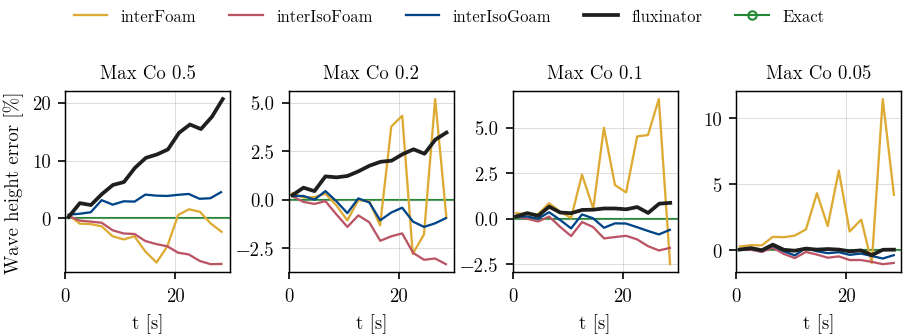 interFoam interIsoFoam interIsoGoam fluxinator Exact
Max Co 0.5 Max Co 0.2 Max Co 0.1 Max Co 0.05
Wave height error [%]
20
10
0
0 20
t [s]
5.0
2.5
0.0
−2.5
0 20
t [s]
5.0
2.5
0.0
−2.5
0 20
t [s]
10
5
0
0 20
t [s]